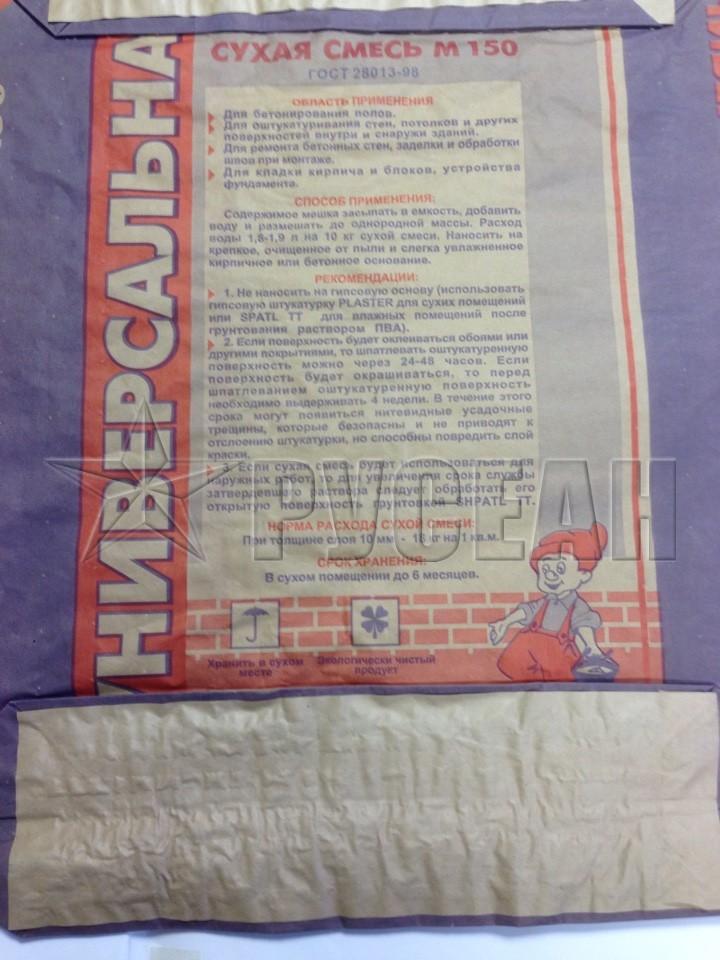 УНИВЕРСАЛЬНА
СУХАЯ СМЕСЬ М 150
ГОСТ 28013-98
ОБЛАСТЬ ПРИМЕНЕНИЯ
Для бетонирования полов.
Для оштукатуривания стен, потолков и других
поверхностей внутри и снаружи зданий.
Для ремонта бетонных стен, заделки и обработки
швов при монтаже.
Для кладки кирпича и блоков, устройства
фундамента.
СПОСОБ ПРИМЕНЕНИЯ:
Содержимое мешка засыпать в емкость, добавить
воду и размешать до однородной массы. Расход
воды 1,8-1,9 л на 10 кг сухой смеси. Наносить на
крепкое, очищенное от пыли и слегка увлажненное
кирпичное или бетонное основание.
РЕКОМЕНДАЦИИ:
1. Не наносить на гипсовую основу (использовать
гипсовую штукатурку PLASTER для сухих помещений
или SPATL TT для влажных помещений после
грунтования раствором ПВА).
2. Если поверхность будет оклеиваться обоями или
другими покрытиями, то шпатлевать оштукатуренную
поверхность можно через 24-48 часов. Если
поверхность будет окрашиваться, то перед
шпатлеванием оштукатуренную поверхность
необходимо выдерживать 4 недели. В течение этого
срока могут появиться нитевидные усадочные
трещины, которые безопасны и не приводят к
отслоению штукатурки, но способны повредить слой
краски.
3. Если сухая смесь будет использоваться для
наружных работ, то для увеличения срока службы
затвердевшего раствора следует обработать его
открытую поверхность грунтовкой SHPATL TT.
НОРМА РАСХОДА СУХОЙ СМЕСИ:
При толщине слоя 10 мм - 18 кг на 1 кв.м.
СРОК ХРАНЕНИЯ:
В сухом помещении до 6 месяцев.
Хранить в сухом
месте
Экологически чистый
продукт
РУСЕАН